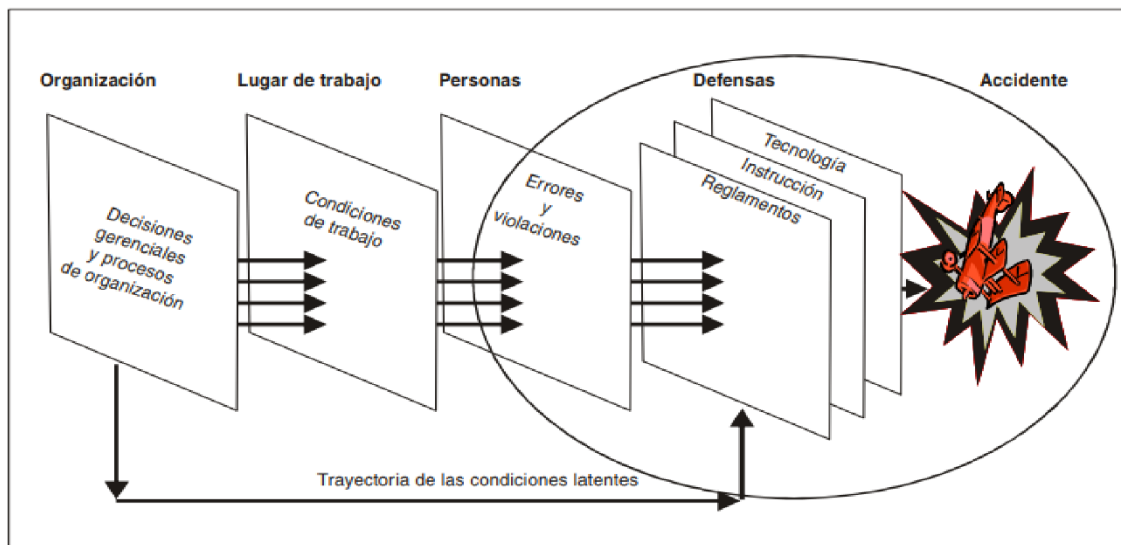 Organización
Lugar de trabajo
Personas
Defensas
Accidente
Decisiones
gerenciales
y procesos
de organización
Condiciones
de trabajo
Errores
y
violaciones
Tecnología
Instrucción
Reglamentos
Trayectoria de las condiciones latentes